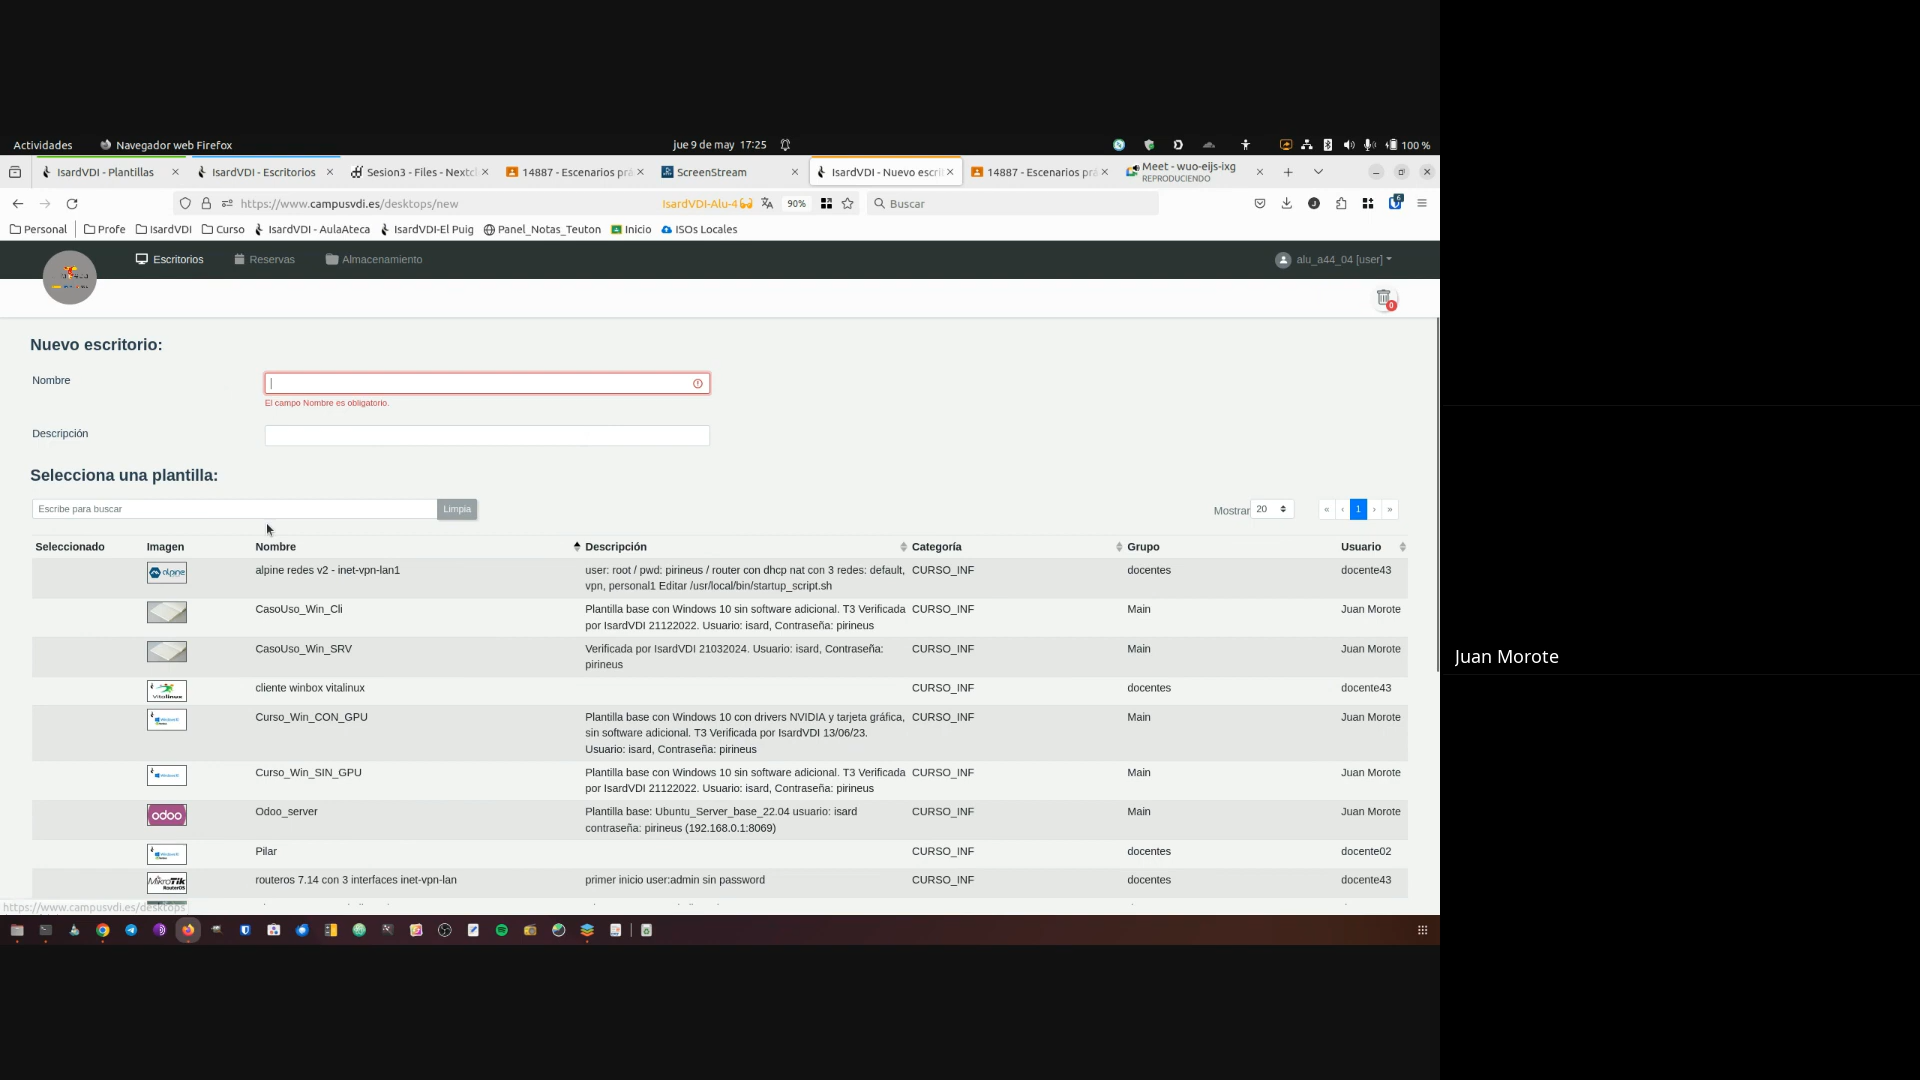 Actividades Navegador web Firefox jue 9 de may 17:25 100 %
IsardVDI - Plantillas IsardVDI - Escritorios Sesion3 - Files - Nextcl 14887 - Escenarios prá ScreenStream IsardVDI - Nuevo escri 14887 - Escenarios prá Meet - wuo-eijs-ixg
REPRODUCIENDO
https://www.campusvdi.es/desktops/new IsardVDI-Alu-4 90% Buscar
Personal Profe IsardVDI Curso IsardVDI - AulaAteca IsardVDI-El Puig Panel_Notas_Teuton Inicio ISOs Locales
Escritorios Reservas Almacenamiento alu_a44_04 [user]
0
Nuevo escritorio:
Nombre
El campo Nombre es obligatorio.
Descripción
Selecciona una plantilla:
Escribe para buscar Limpia Mostrar 20 « ‹ 1 › »
Seleccionado Imagen Nombre Descripción Categoría Grupo Usuario
alpine alpine redes v2 - inet-vpn-lan1 user: root / pwd: pirineus / router con dhcp nat con 3 redes: default, CURSO_INF docentes docente43
vpn, personal1 Editar /usr/local/bin/startup_script.sh
CasoUso_Win_Cli Plantilla base con Windows 10 sin software adicional. T3 Verificada CURSO_INF Main Juan Morote
por IsardVDI 21122022. Usuario: isard, Contraseña: pirineus
CasoUso_Win_SRV Verificada por IsardVDI 21032024. Usuario: isard, Contraseña: CURSO_INF Main Juan Morote
pirineus
Vitalinux cliente winbox vitalinux CURSO_INF docentes docente43
Curso_Win_CON_GPU Plantilla base con Windows 10 con drivers NVIDIA y tarjeta gráfica, CURSO_INF Main Juan Morote
sin software adicional. T3 Verificada por IsardVDI 13/06/23.
Usuario: isard, Contraseña: pirineus
Curso_Win_SIN_GPU Plantilla base con Windows 10 sin software adicional. T3 Verificada CURSO_INF Main Juan Morote
por IsardVDI 21122022. Usuario: isard, Contraseña: pirineus
odoo Odoo_server Plantilla base: Ubuntu_Server_base_22.04 usuario: isard CURSO_INF Main Juan Morote
contraseña: pirineus (192.168.0.1:8069)
Pilar CURSO_INF docentes docente02
MikroTik RouterOS routeros 7.14 con 3 interfaces inet-vpn-lan primer inicio user:admin sin password CURSO_INF docentes docente43
https://www.campusvdi.es/desktops
Juan Morote